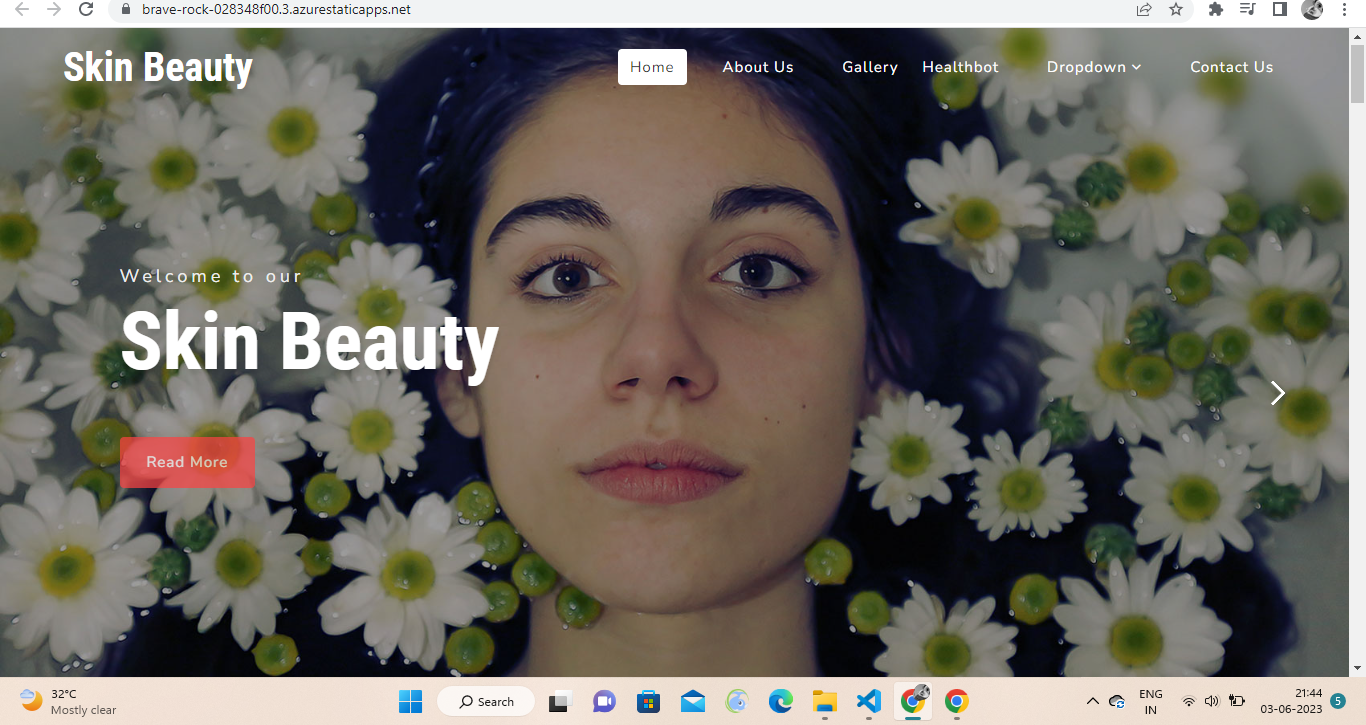 brave-rock-028348f00.3.azurestaticapps.net
Skin Beauty
Home
About Us
Gallery
Healthbot
Dropdown
Contact Us
Welcome to our
Skin Beauty
Read More
32°C
Mostly clear
Search
ENG
IN
21:44
03-06-2023
5